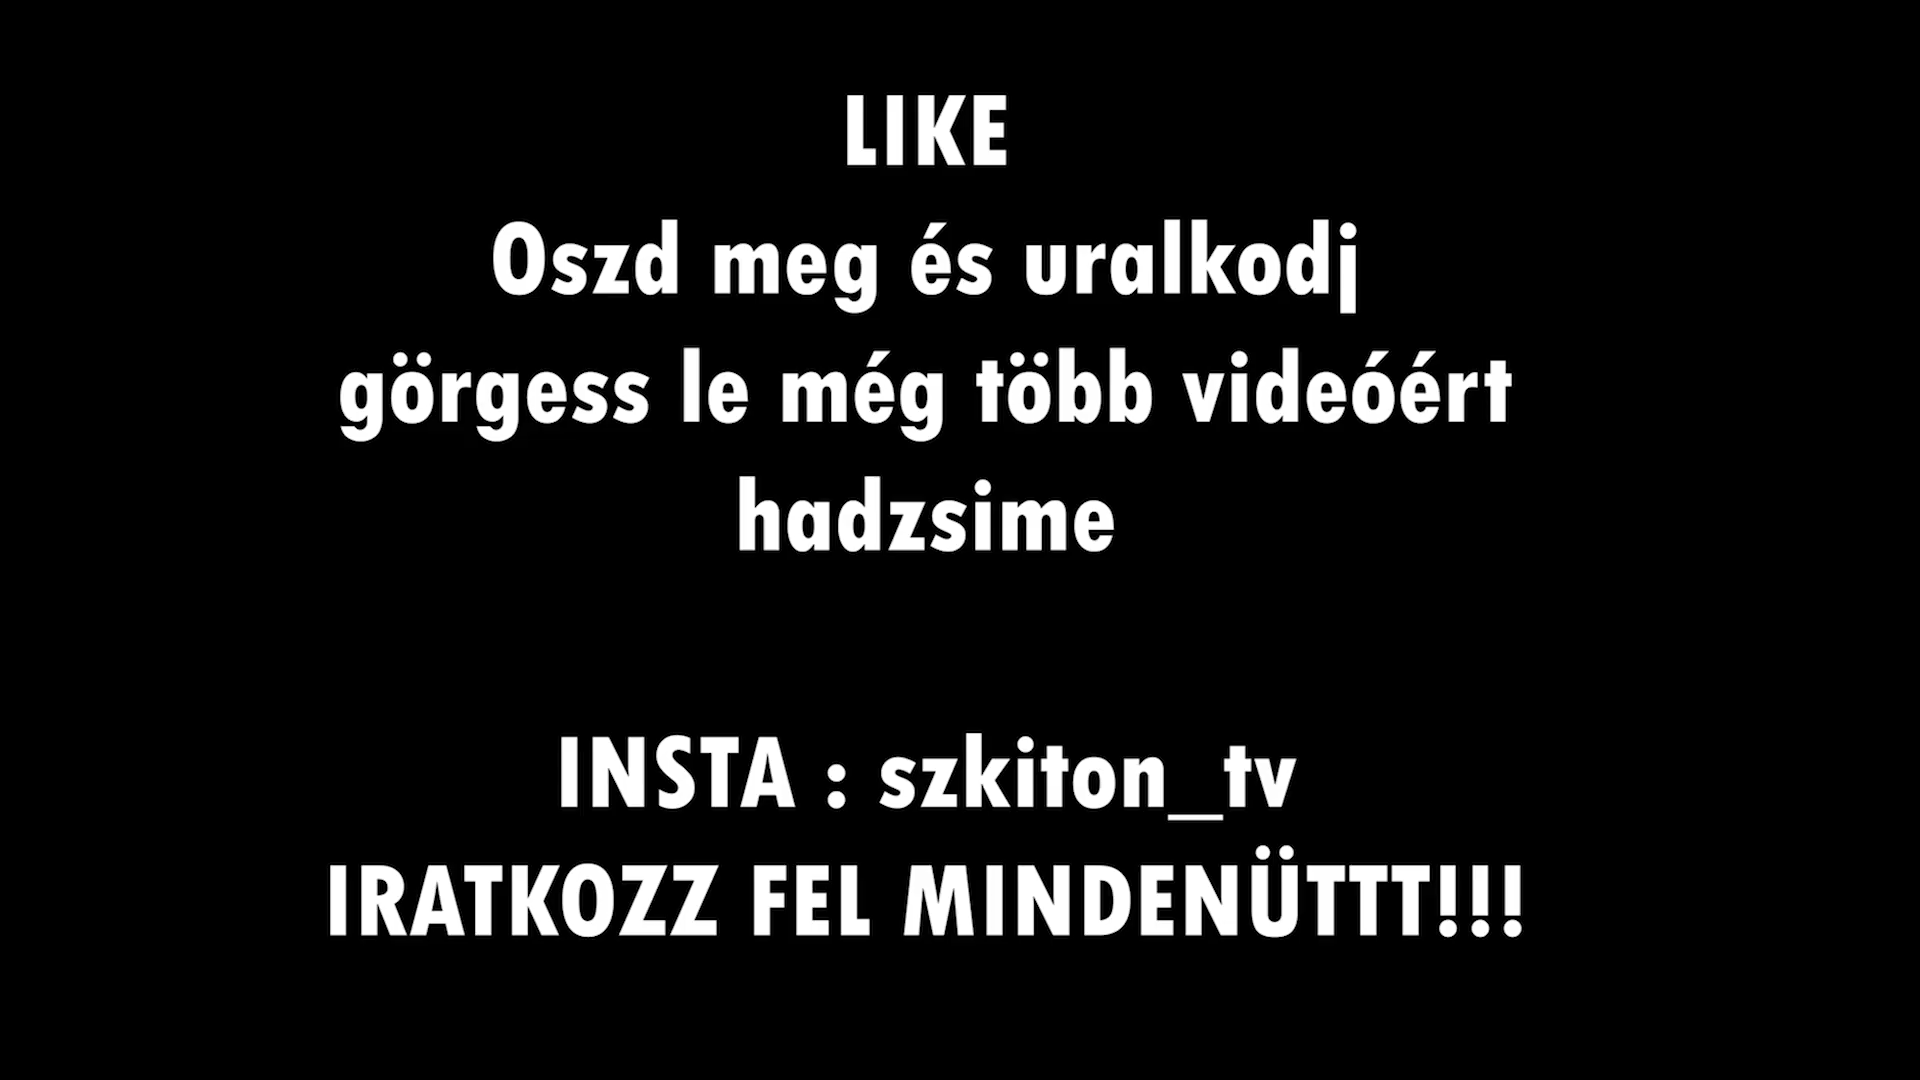 LIKE
Oszd meg és uralkodj
görgess le még több videóért
hadzsime
INSTA : szkiton_tv
IRATKOZZ FEL MINDENÜTTT!!!